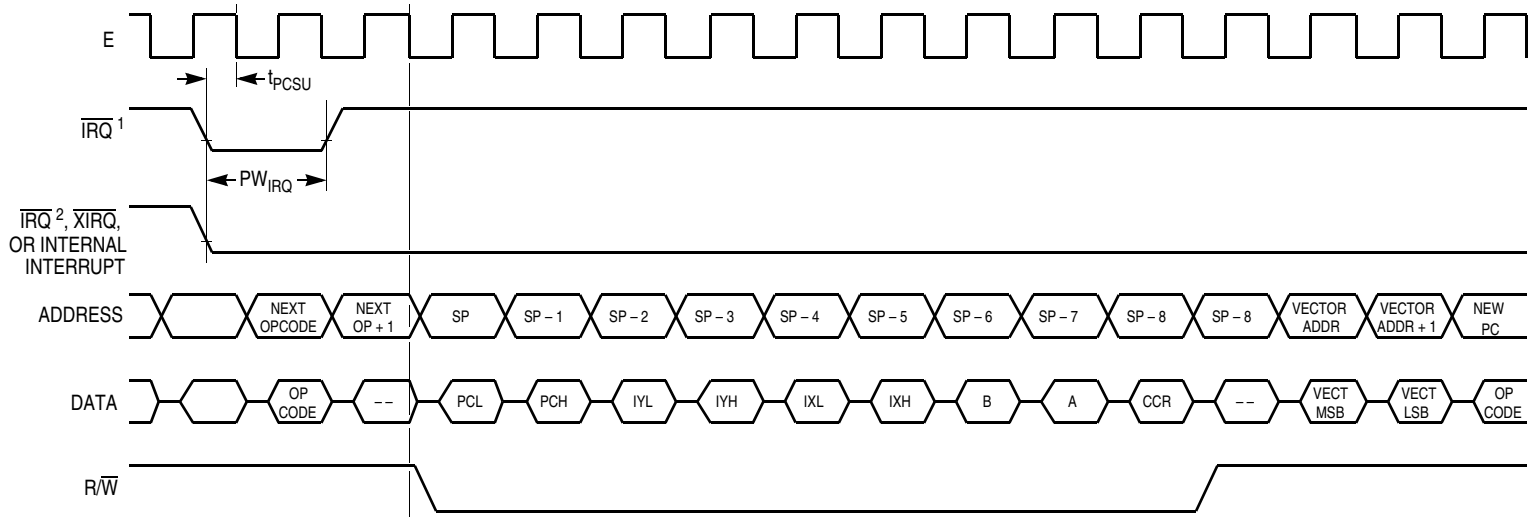 E
tPCSU
IRQ 1
PWIRQ
IRQ 2, XIRQ,
OR INTERNAL
INTERRUPT
ADDRESS
NEXT
OPCODE
NEXT
OP + 1
SP
SP – 1
SP – 2
SP – 3
SP – 4
SP – 5
SP – 6
SP – 7
SP – 8
SP – 8
VECTOR
ADDR
VECTOR
ADDR + 1
NEW
PC
DATA
OP
CODE
– –
PCL
PCH
IYL
IYH
IXL
IXH
B
A
CCR
– –
VECT
MSB
VECT
LSB
OP
CODE
R/W